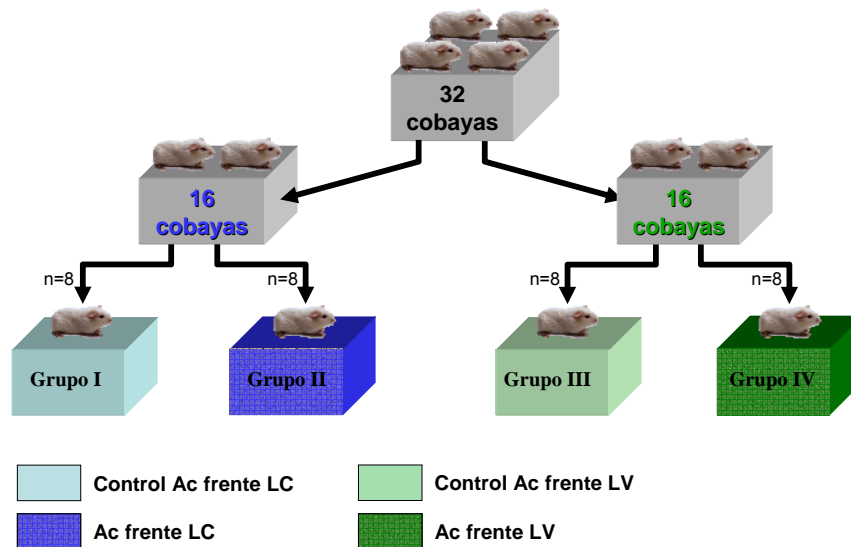 32
cobayas
16
cobayas
16
cobayas
n=8
n=8
n=8
n=8
Grupo I
Grupo II
Grupo III
Grupo IV
Control Ac frente LC
Control Ac frente LV
Ac frente LC
Ac frente LV